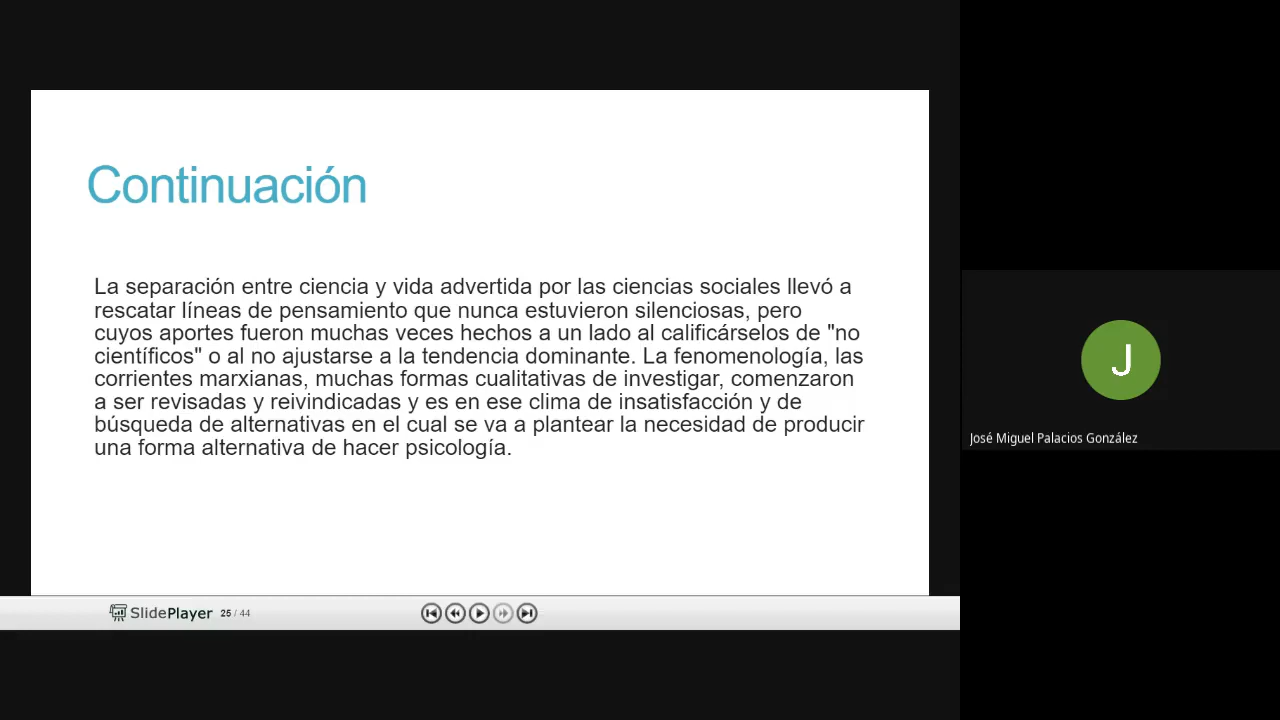 Continuación
La separación entre ciencia y vida advertida por las ciencias sociales llevó a
rescatar líneas de pensamiento que nunca estuvieron silenciosas, pero
cuyos aportes fueron muchas veces hechos a un lado al calificárselos de "no
científicos" o al no ajustarse a la tendencia dominante. La fenomenología, las
corrientes marxianas, muchas formas cualitativas de investigar, comenzaron
a ser revisadas y reivindicadas y es en ese clima de insatisfacción y de
búsqueda de alternativas en el cual se va a plantear la necesidad de producir
una forma alternativa de hacer psicología.
SlidePlayer 25 / 44
J
José Miguel Palacios González